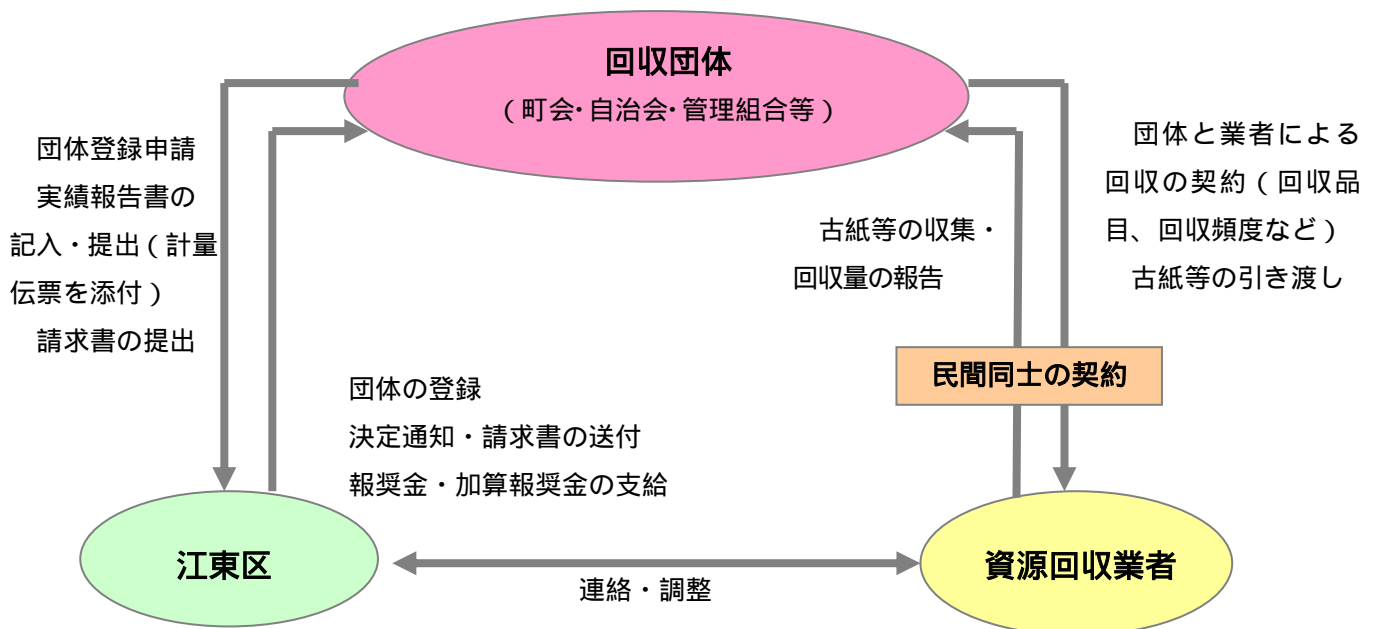 回収団体
（町会・自治会・管理組合等）
団体登録申請
実績報告書の
記入・提出（計量
伝票を添付）
請求書の提出
団体の登録
決定通知・請求書の送付
報奨金・加算報奨金の支給
古紙等の収集・
回収量の報告
団体と業者による
回収の契約（回収品
目、回収頻度など）
古紙等の引き渡し
民間同士の契約
江東区
連絡・調整
資源回収業者